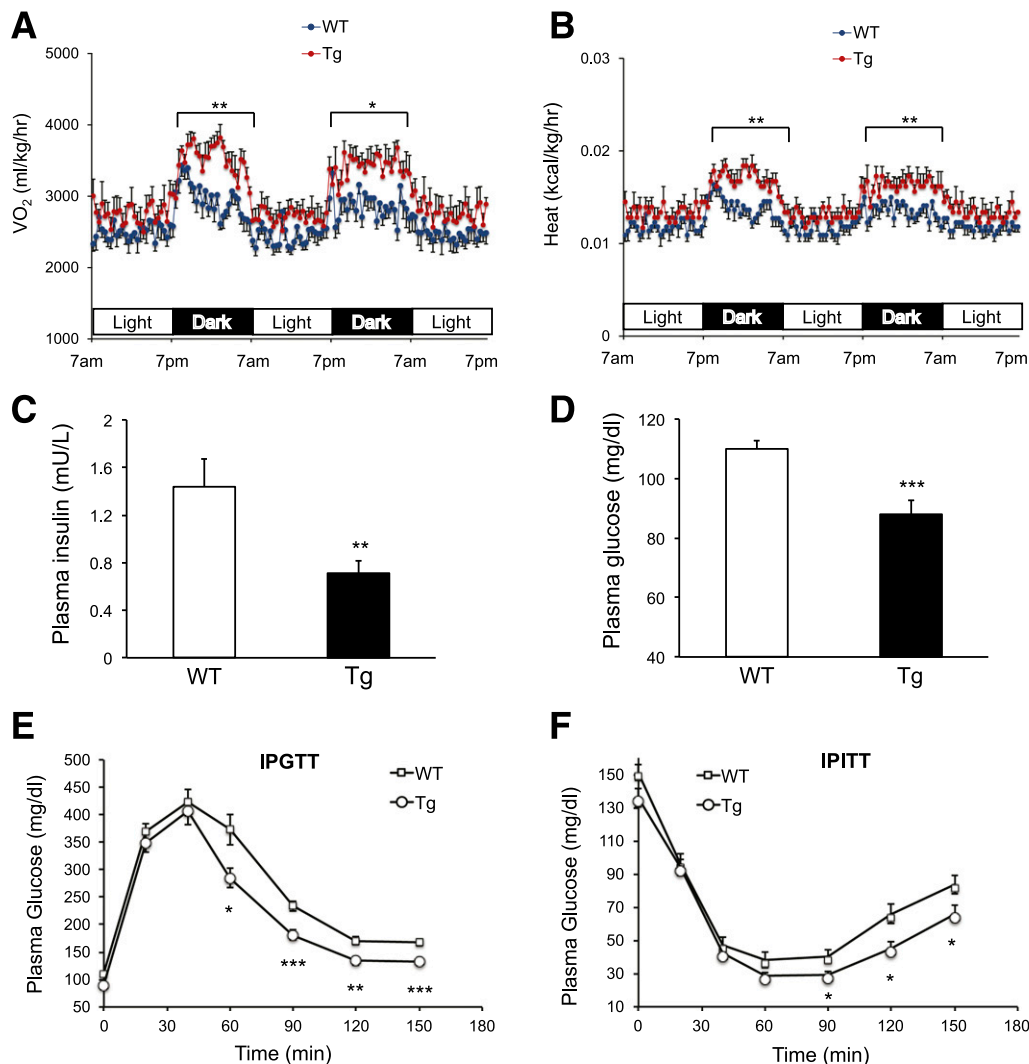 A
WT
Tg
5000
4000
3000
2000
1000
VO2 (ml/kg/hr)
**
*
Light Dark Light Dark Light
7am 7pm 7am 7pm 7am 7pm
B
WT
Tg
0.03
0.02
0.01
0
Heat (kcal/kg/hr)
**
**
Light Dark Light Dark Light
7am 7pm 7am 7pm 7am 7pm
C
Plasma insulin (mU/L)
2
1.6
1.2
0.8
0.4
0
**
WT Tg
D
Plasma glucose (mg/dl)
120
100
80
60
40
***
WT Tg
E
IPGTT
WT
Tg
Plasma Glucose (mg/dl)
500
450
400
350
300
250
200
150
100
50
*
***
**
***
0 30 60 90 120 150 180
Time (min)
F
IPITT
WT
Tg
Plasma Glucose (mg/dl)
150
130
110
90
70
50
30
10
*
*
*
0 30 60 90 120 150 180
Time (min)